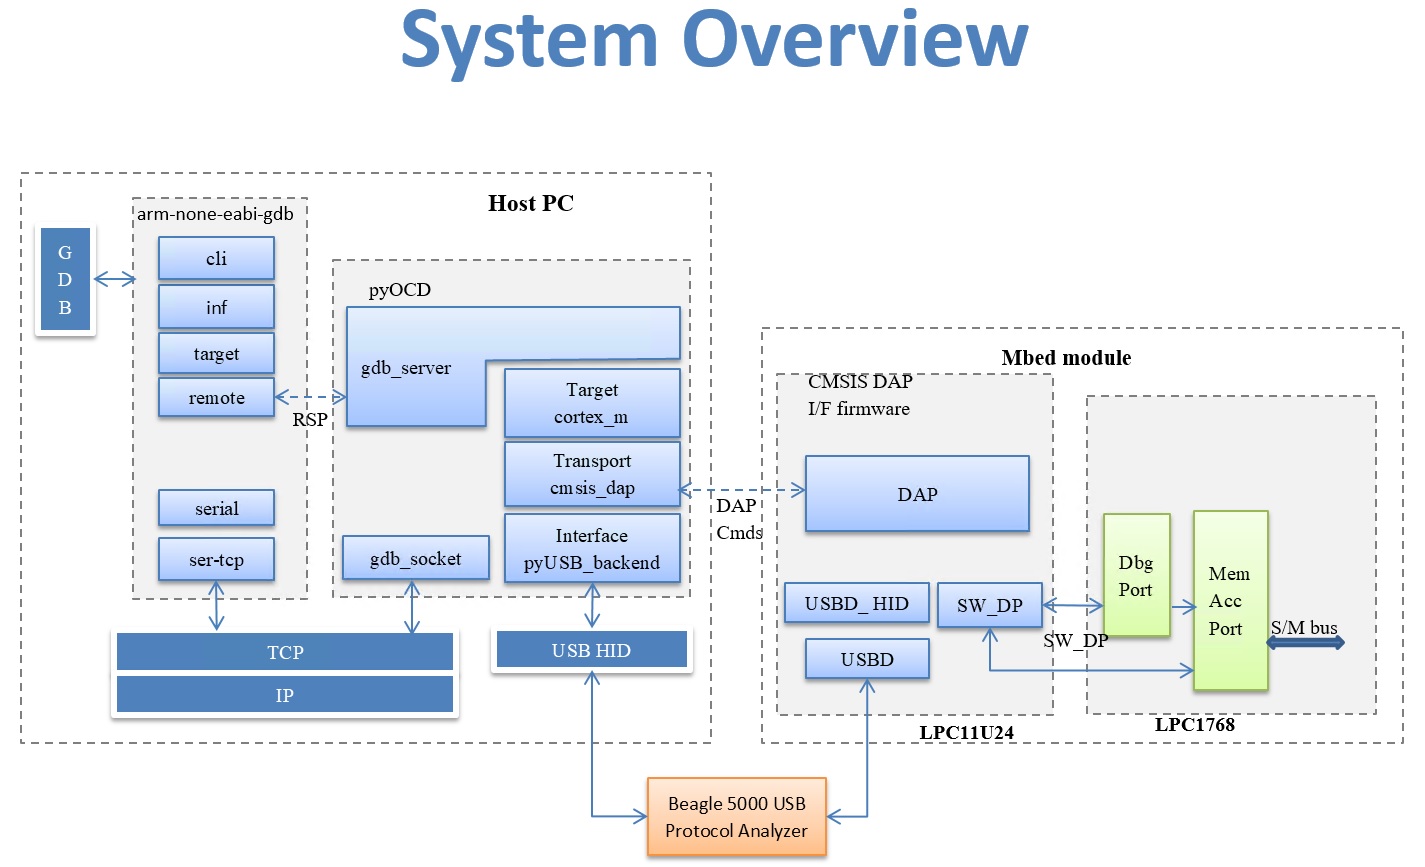 System Overview
Host PC
arm-none-eabi-gdb
G
D
B
cli
inf
target
remote
serial
ser-tcp
RSP
pyOCD
gdb_server
Target
cortex_m
Transport
cmsis_dap
Interface
pyUSB_backend
gdb_socket
TCP
IP
USB HID
DAP
Cmds
Mbed module
CMSIS DAP
I/F firmware
DAP
USBD_ HID
SW_DP
USBD
SW_DP
Dbg
Port
Mem
Acc
Port
S/M bus
LPC11U24
LPC1768
Beagle 5000 USB
Protocol Analyzer